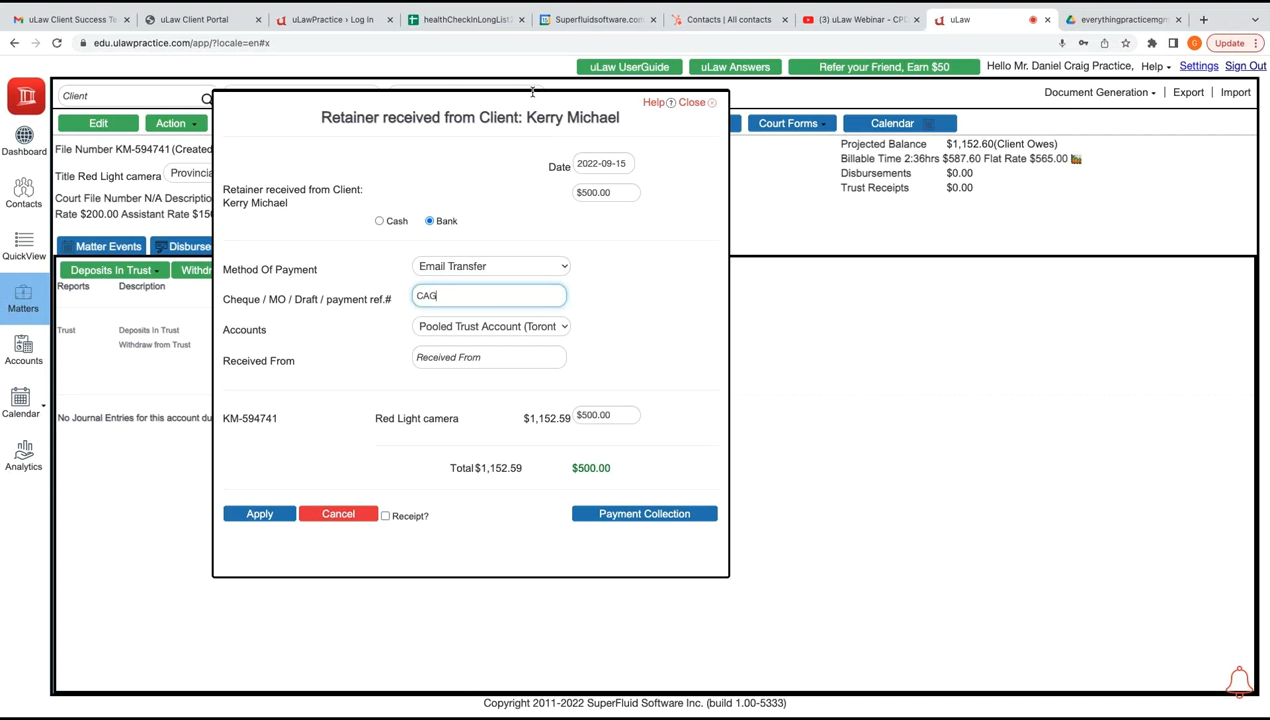 uLaw Client Success Te
uLaw Client Portal
uLawPractice › Log In
healthCheckInLongList2
Superfluidsoftware.com
Contacts | All contacts
(3) uLaw Webinar - CPD
uLaw
everythingpracticemgm
edu.ulawpractice.com/app/?locale=en#x
G
Update
uLaw UserGuide
uLaw Answers
Refer your Friend, Earn $50
Hello Mr. Daniel Craig Practice,
Help
Settings
Sign Out
Client
Document Generation
Export
Import
Edit
Action
Court Forms
Calendar
File Number KM-594741 (Created
Title Red Light camera
Provincia
Court File Number N/A Descriptio
Rate $200.00 Assistant Rate $15
Projected Balance $1,152.60(Client Owes)
Billable Time 2:36hrs $587.60 Flat Rate $565.00
Disbursements $0.00
Trust Receipts $0.00
Dashboard
Contacts
QuickView
Matters
Accounts
Calendar
Analytics
Matter Events
Disburse
Deposits In Trust
Withdr
Reports
Description
Trust
Deposits In Trust
Withdraw from Trust
No Journal Entries for this account du
Help
?
Close
Retainer received from Client: Kerry Michael
Date
2022-09-15
Retainer received from Client:
Kerry Michael
$500.00
Cash
Bank
Method Of Payment
Email Transfer
Cheque / MO / Draft / payment ref.#
CAG
Accounts
Pooled Trust Account (Toront
Received From
Received From
KM-594741
Red Light camera
$1,152.59
$500.00
Total $1,152.59
$500.00
Apply
Cancel
Receipt?
Payment Collection
Copyright 2011-2022 SuperFluid Software Inc. (build 1.00-5333)